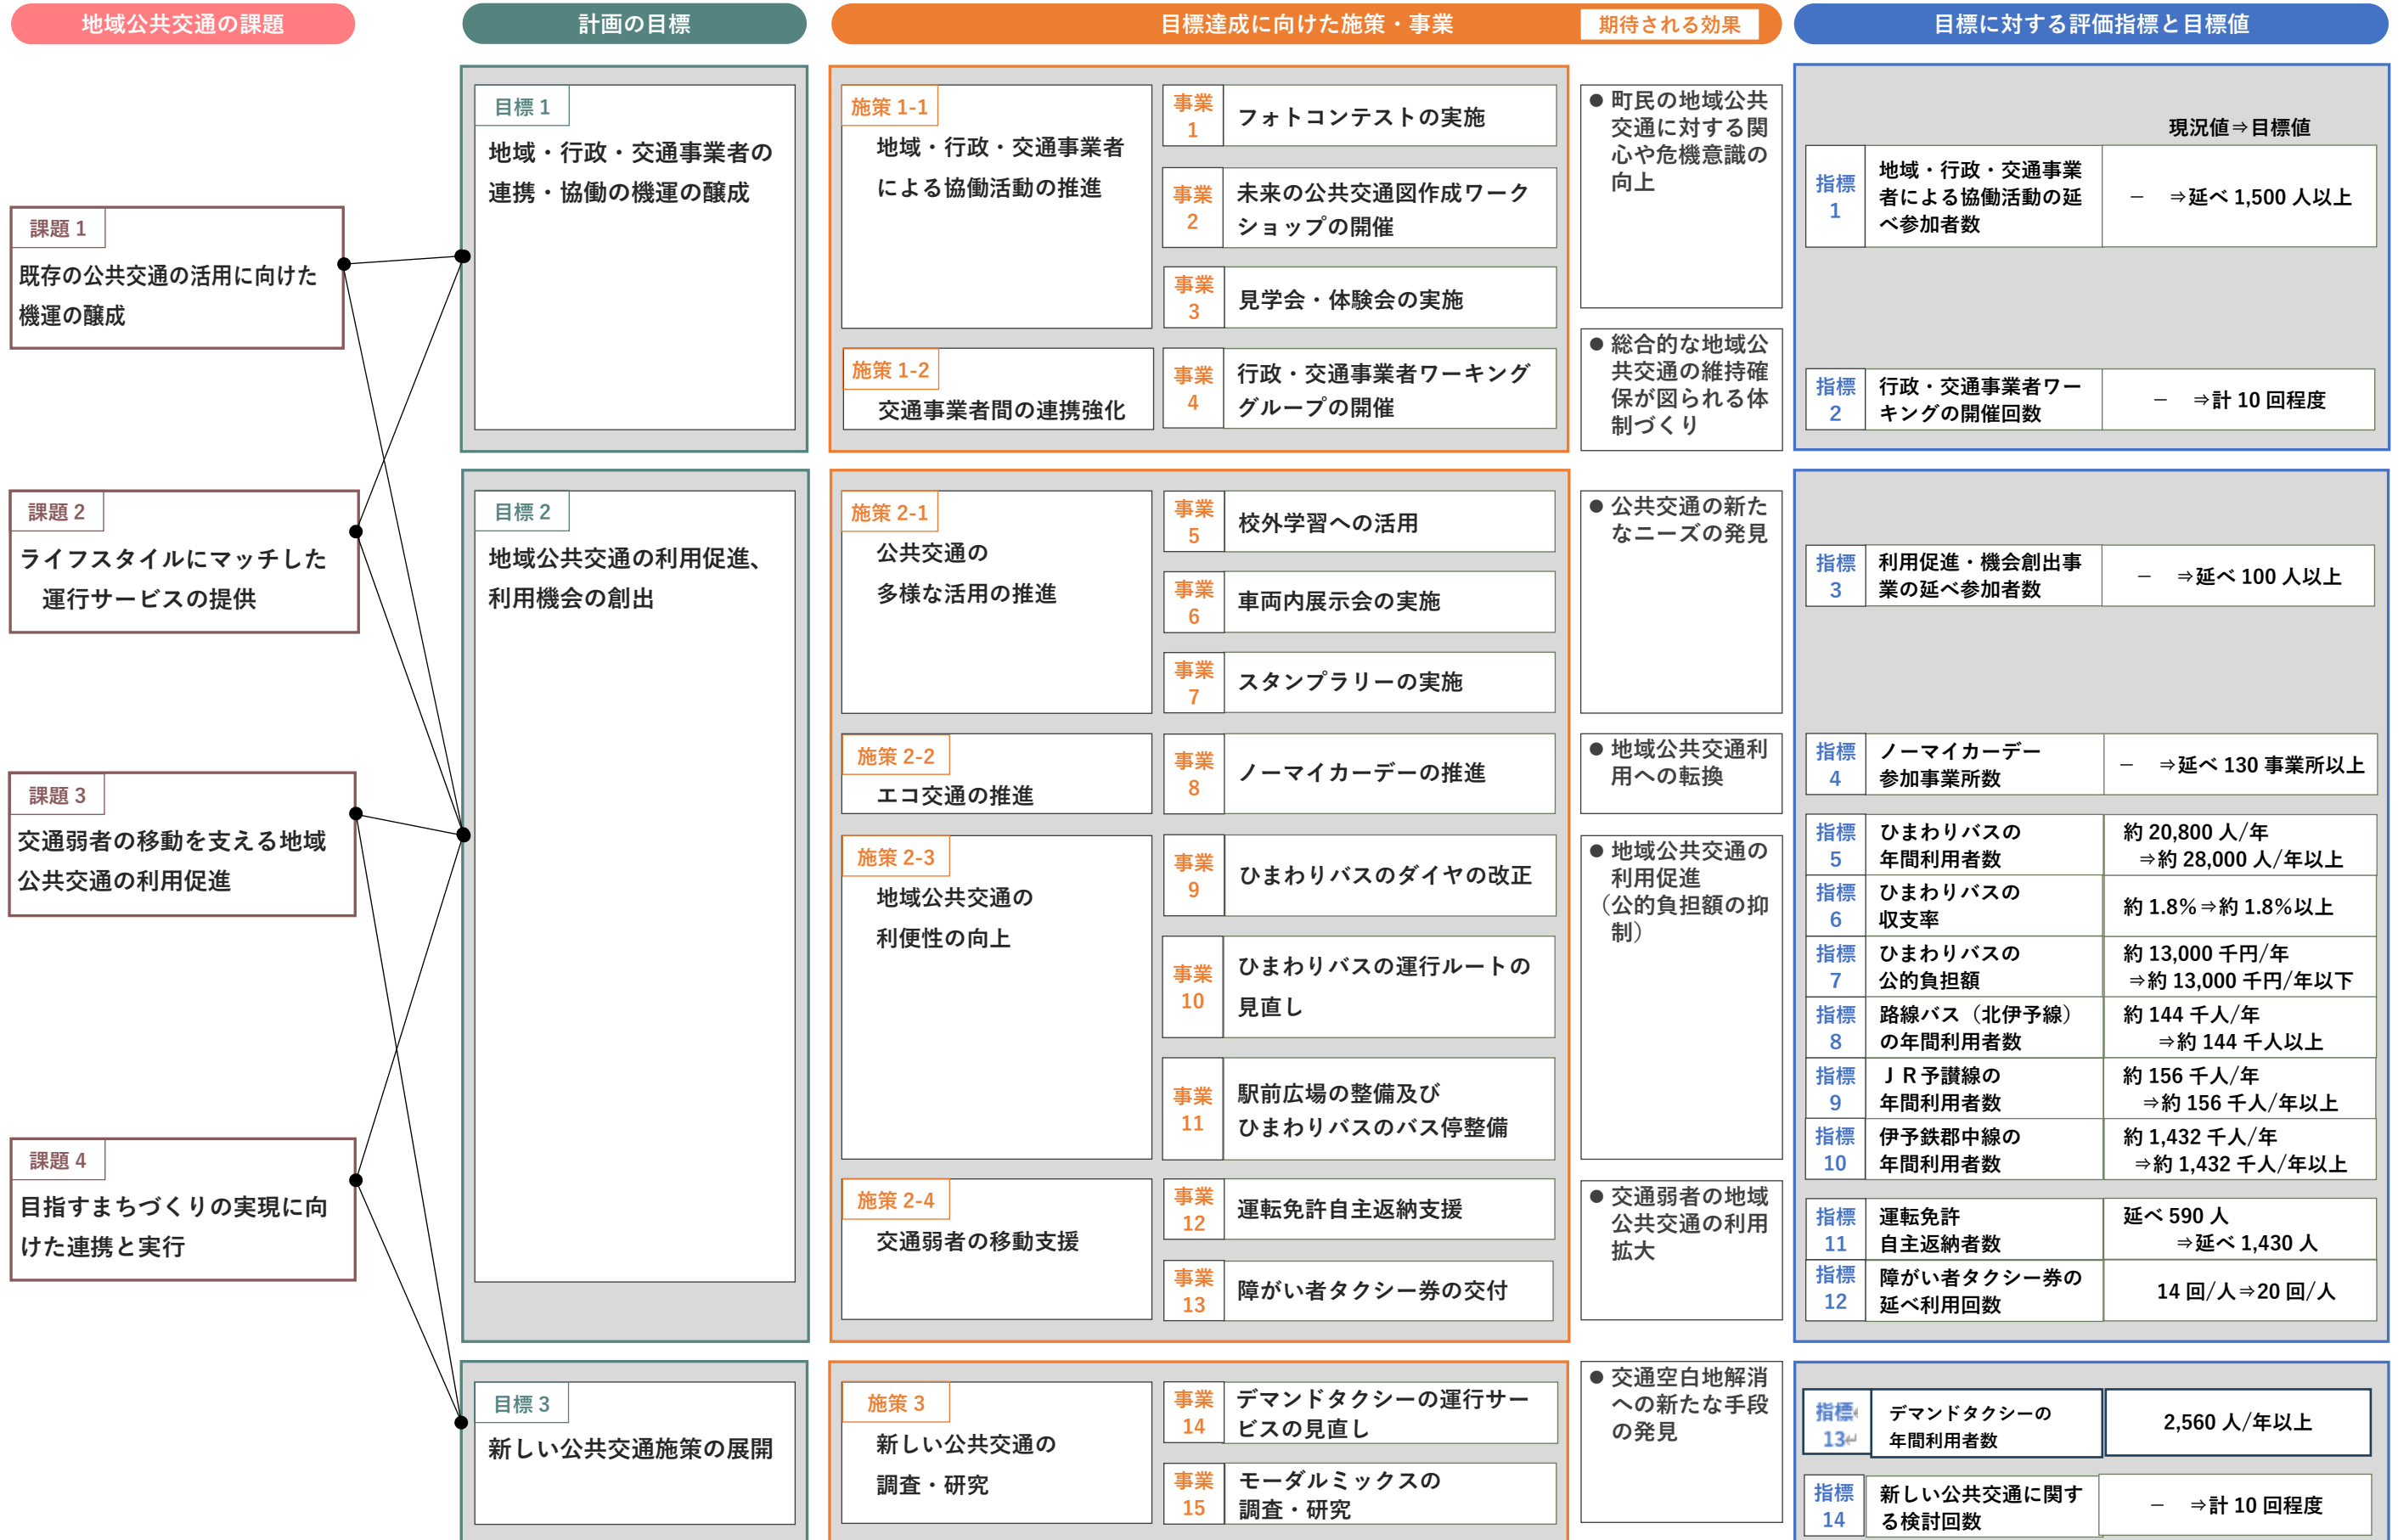 地域公共交通の課題
計画の目標
目標達成に向けた施策・事業
期待される効果
目標に対する評価指標と目標値
課題 1
既存の公共交通の活用に向けた
機運の醸成
課題 2
ライフスタイルにマッチした
運行サービスの提供
課題 3
交通弱者の移動を支える地域
公共交通の利用促進
課題 4
目指すまちづくりの実現に向
けた連携と実行
目標 1
地域・行政・交通事業者の
連携・協働の機運の醸成
施策 1-1
地域・行政・交通事業者
による協働活動の推進
事業
1
フォトコンテストの実施
事業
2
未来の公共交通図作成ワーク
ショップの開催
事業
3
見学会・体験会の実施
施策 1-2
交通事業者間の連携強化
事業
4
行政・交通事業者ワーキング
グループの開催
● 町民の地域公共
交通に対する関
心や危機意識の
向上
● 総合的な地域公
共交通の維持確
保が図られる体
制づくり
現況値⇒目標値
指標
1
地域・行政・交通事業
者による協働活動の延
べ参加者数
－ ⇒延べ 1,500 人以上
指標
2
行政・交通事業者ワー
キングの開催回数
－ ⇒計 10 回程度
目標 2
地域公共交通の利用促進、
利用機会の創出
施策 2-1
公共交通の
多様な活用の推進
事業
5
校外学習への活用
事業
6
車両内展示会の実施
事業
7
スタンプラリーの実施
施策 2-2
エコ交通の推進
事業
8
ノーマイカーデーの推進
施策 2-3
地域公共交通の
利便性の向上
事業
9
ひまわりバスのダイヤの改正
事業
10
ひまわりバスの運行ルートの
見直し
事業
11
駅前広場の整備及び
ひまわりバスのバス停整備
施策 2-4
交通弱者の移動支援
事業
12
運転免許自主返納支援
事業
13
障がい者タクシー券の交付
● 公共交通の新た
なニーズの発見
● 地域公共交通利
用への転換
● 地域公共交通の
利用促進
（公的負担額の抑
制）
● 交通弱者の地域
公共交通の利用
拡大
指標
3
利用促進・機会創出事
業の延べ参加者数
－ ⇒延べ 100 人以上
指標
4
ノーマイカーデー
参加事業所数
－ ⇒延べ 130 事業所以上
指標
5
ひまわりバスの
年間利用者数
約 20,800 人/年
⇒約 28,000 人/年以上
指標
6
ひまわりバスの
収支率
約 1.8%⇒約 1.8%以上
指標
7
ひまわりバスの
公的負担額
約 13,000 千円/年
⇒約 13,000 千円/年以下
指標
8
路線バス（北伊予線）
の年間利用者数
約 144 千人/年
⇒約 144 千人以上
指標
9
ＪＲ予讃線の
年間利用者数
約 156 千人/年
⇒約 156 千人/年以上
指標
10
伊予鉄郡中線の
年間利用者数
約 1,432 千人/年
⇒約 1,432 千人/年以上
指標
11
運転免許
自主返納者数
延べ 590 人
⇒延べ 1,430 人
指標
12
障がい者タクシー券の
延べ利用回数
14 回/人⇒20 回/人
目標 3
新しい公共交通施策の展開
施策 3
新しい公共交通の
調査・研究
事業
14
デマンドタクシーの運行サー
ビスの見直し
事業
15
モーダルミックスの
調査・研究
● 交通空白地解消
への新たな手段
の発見
指標
13↵
デマンドタクシーの
年間利用者数
2,560 人/年以上
指標
14
新しい公共交通に関す
る検討回数
－ ⇒計 10 回程度